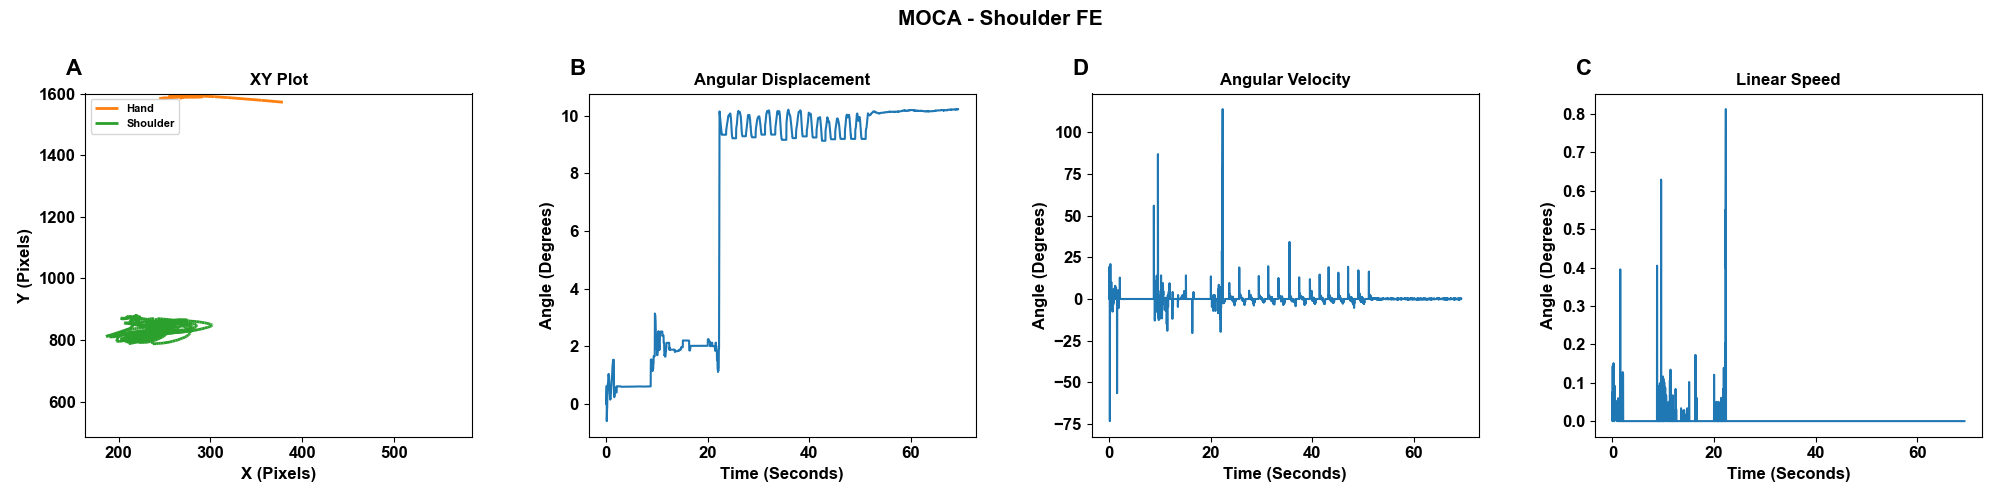 MOCA - Shoulder FE
A
XY Plot
Hand
Shoulder
1600
1400
1200
1000
800
600
200
300
400
500
Y (Pixels)
X (Pixels)
B
Angular Displacement
10
8
6
4
2
0
0
20
40
60
Angle (Degrees)
Time (Seconds)
D
Angular Velocity
100
75
50
25
0
−25
−50
−75
0
20
40
60
Angle (Degrees)
Time (Seconds)
C
Linear Speed
0.8
0.7
0.6
0.5
0.4
0.3
0.2
0.1
0.0
0
20
40
60
Angle (Degrees)
Time (Seconds)